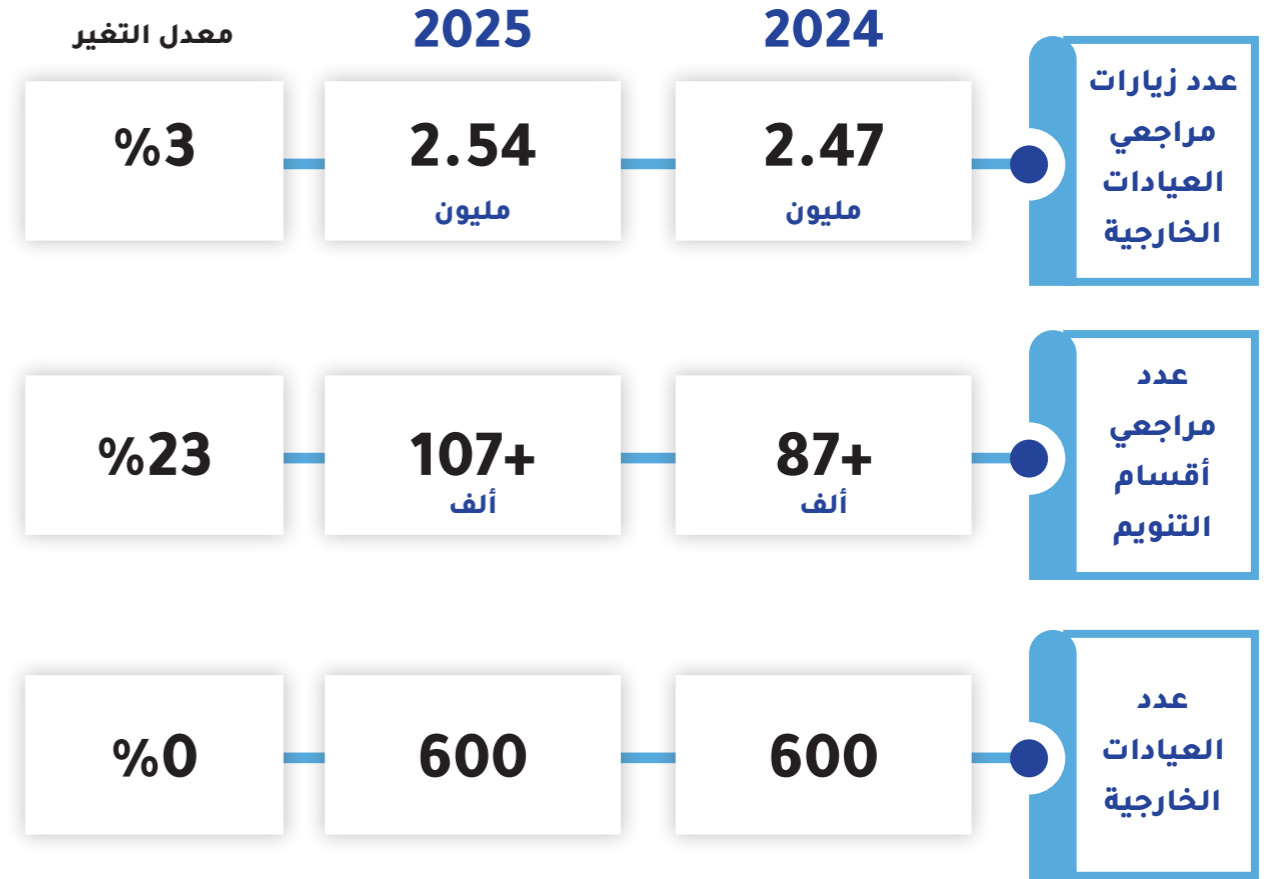 2024
2025
معدل التغير
عدد زيارات
مراجعي
العيادات
الخارجية
2.47
مليون
2.54
مليون
%3
عدد
مراجعي
أقسام
التنويم
87+
ألف
107+
ألف
%23
عدد
العيادات
الخارجية
600
600
%0